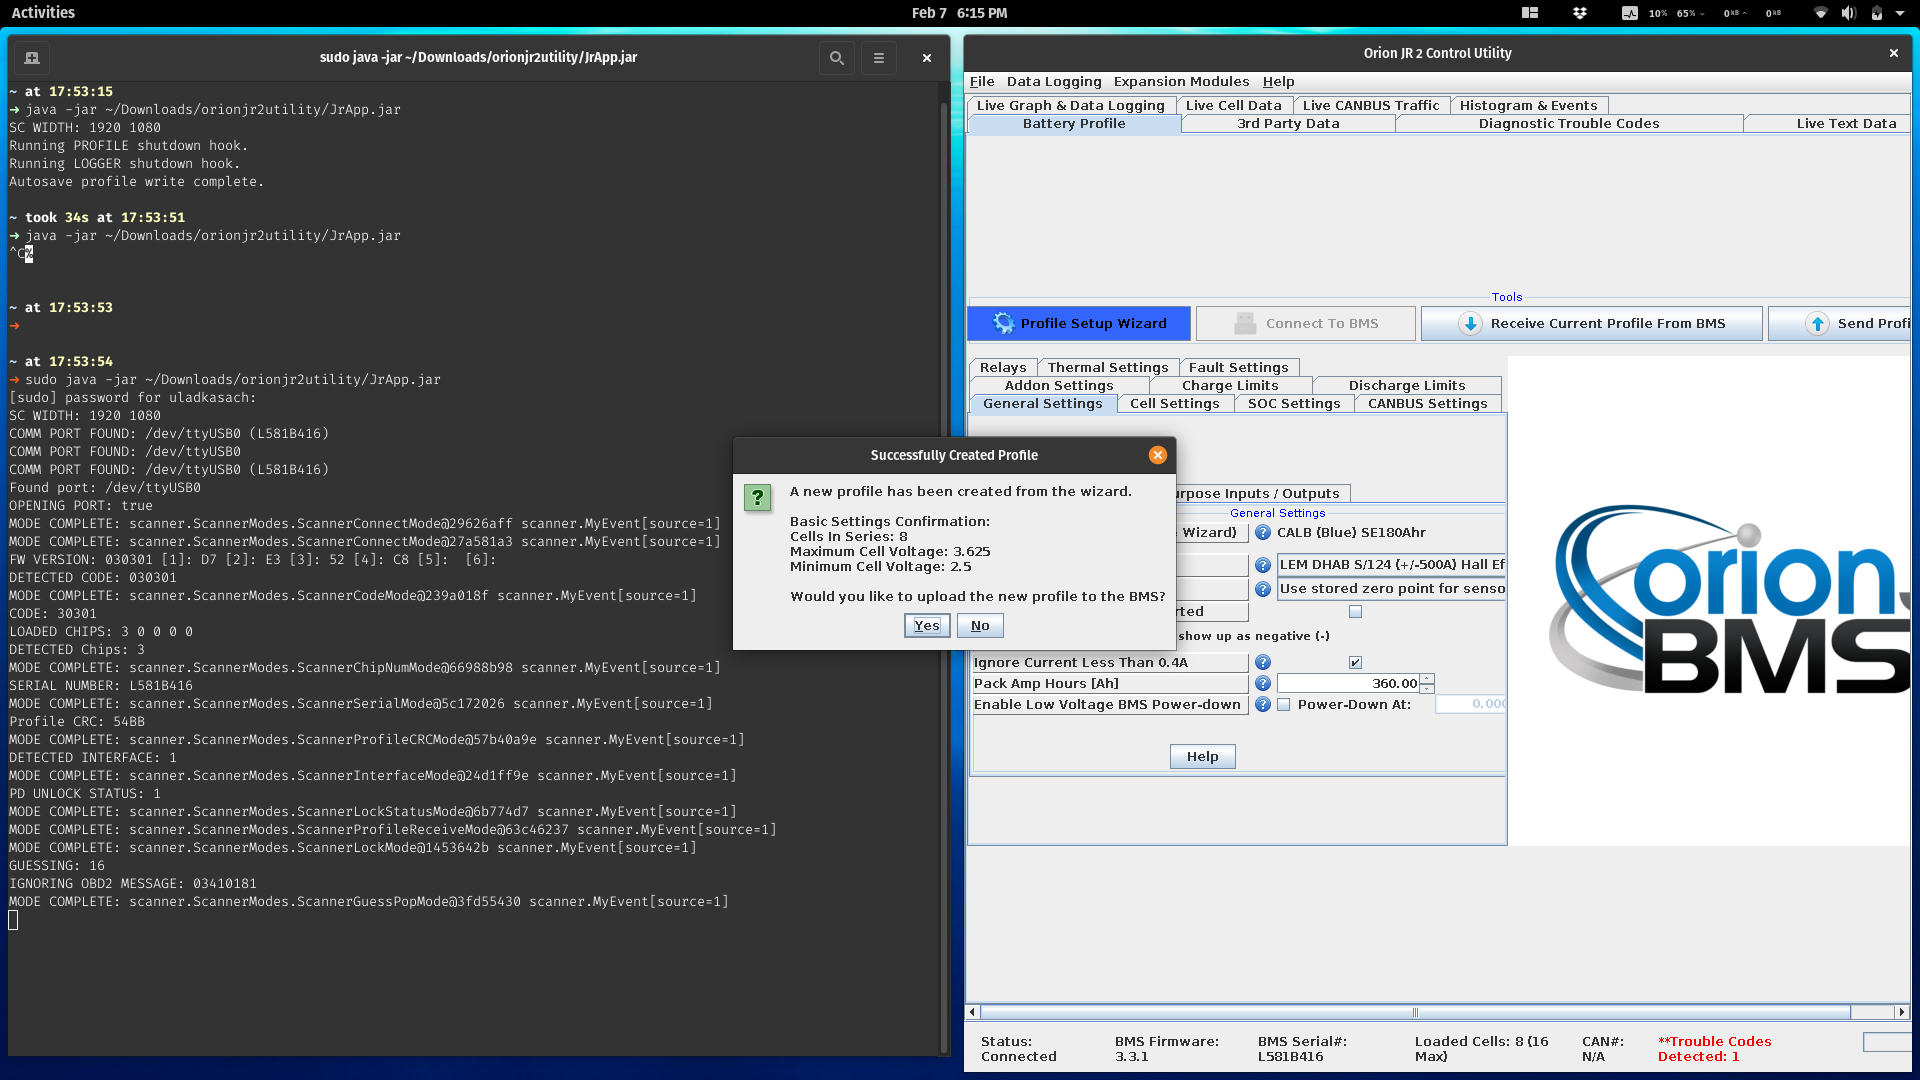 Activities
Feb 7 6:15 PM
10% 65%
0 kB
0 kB
sudo java -jar ~/Downloads/orionjr2utility/JrApp.jar
~ at 17:53:15
➜ java -jar ~/Downloads/orionjr2utility/JrApp.jar
SC WIDTH: 1920 1080
Running PROFILE shutdown hook.
Running LOGGER shutdown hook.
Autosave profile write complete.
~ took 34s at 17:53:51
➜ java -jar ~/Downloads/orionjr2utility/JrApp.jar
^C%
~ at 17:53:53
➜
~ at 17:53:54
➜ sudo java -jar ~/Downloads/orionjr2utility/JrApp.jar
[sudo] password for uladkasach:
SC WIDTH: 1920 1080
COMM PORT FOUND: /dev/ttyUSB0 (L581B416)
COMM PORT FOUND: /dev/ttyUSB0
COMM PORT FOUND: /dev/ttyUSB0 (L581B416)
Found port: /dev/ttyUSB0
OPENING PORT: true
MODE COMPLETE: scanner.ScannerModes.ScannerConnectMode@29626aff scanner.MyEvent[source=1]
MODE COMPLETE: scanner.ScannerModes.ScannerConnectMode@27a581a3 scanner.MyEvent[source=1]
FW VERSION: 030301 [1]: D7 [2]: E3 [3]: 52 [4]: C8 [5]:  [6]:
DETECTED CODE: 030301
MODE COMPLETE: scanner.ScannerModes.ScannerCodeMode@239a018f scanner.MyEvent[source=1]
CODE: 30301
LOADED CHIPS: 3 0 0 0 0
DETECTED Chips: 3
MODE COMPLETE: scanner.ScannerModes.ScannerChipNumMode@66988b98 scanner.MyEvent[source=1]
SERIAL NUMBER: L581B416
MODE COMPLETE: scanner.ScannerModes.ScannerSerialMode@5c172026 scanner.MyEvent[source=1]
Profile CRC: 54BB
MODE COMPLETE: scanner.ScannerModes.ScannerProfileCRCMode@57b40a9e scanner.MyEvent[source=1]
DETECTED INTERFACE: 1
MODE COMPLETE: scanner.ScannerModes.ScannerInterfaceMode@24d1ff9e scanner.MyEvent[source=1]
PD UNLOCK STATUS: 1
MODE COMPLETE: scanner.ScannerModes.ScannerLockStatusMode@6b774d7 scanner.MyEvent[source=1]
MODE COMPLETE: scanner.ScannerModes.ScannerProfileReceiveMode@63c46237 scanner.MyEvent[source=1]
MODE COMPLETE: scanner.ScannerModes.ScannerLockMode@1453642b scanner.MyEvent[source=1]
GUESSING: 16
IGNORING OBD2 MESSAGE: 03410181
MODE COMPLETE: scanner.ScannerModes.ScannerGuessPopMode@3fd55430 scanner.MyEvent[source=1]
Orion JR 2 Control Utility
File Data Logging Expansion Modules Help
Live Graph & Data Logging Live Cell Data Live CANBUS Traffic Histogram & Events
Battery Profile 3rd Party Data Diagnostic Trouble Codes Live Text Data
Tools
Profile Setup Wizard Connect To BMS Receive Current Profile From BMS Send Profi
Relays Thermal Settings Fault Settings
Addon Settings Charge Limits Discharge Limits
General Settings Cell Settings SOC Settings CANBUS Settings
urpose Inputs / Outputs
General Settings
Wizard) CALB (Blue) SE180Ahr
LEM DHAB S/124 (+/-500A) Hall Ef
Use stored zero point for senso
rted
show up as negative (-)
Ignore Current Less Than 0.4A
Pack Amp Hours [Ah] 360.00
Enable Low Voltage BMS Power-down Power-Down At: 0.000
Help
orion
BMS
Successfully Created Profile
A new profile has been created from the wizard.
Basic Settings Confirmation:
Cells In Series: 8
Maximum Cell Voltage: 3.625
Minimum Cell Voltage: 2.5
Would you like to upload the new profile to the BMS?
Yes No
Status:
Connected
BMS Firmware:
3.3.1
BMS Serial#:
L581B416
Loaded Cells: 8 (16
Max)
CAN#:
N/A
**Trouble Codes
Detected: 1